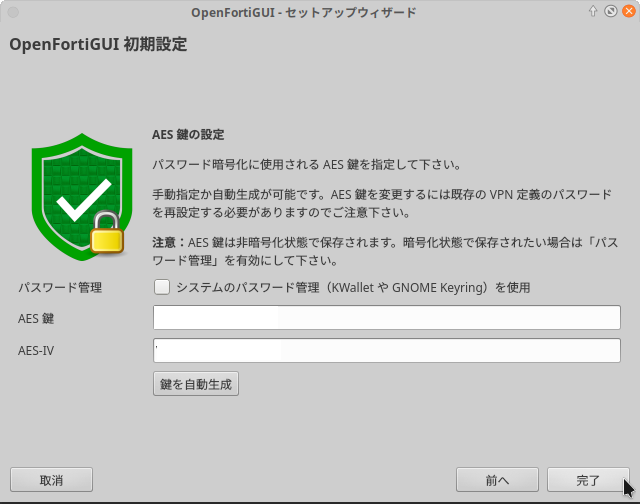 OpenFortiGUI - セットアップウィザード
OpenFortiGUI 初期設定
AES 鍵の設定
パスワード暗号化に使用される AES 鍵を指定して下さい。
手動指定か自動生成が可能です。AES 鍵を変更するには既存の VPN 定義のパスワード
を再設定する必要がありますのでご注意下さい。
注意：AES 鍵は非暗号化状態で保存されます。暗号化状態で保存されたい場合は「パス
ワード管理」を有効にして下さい。
パスワード管理
システムのパスワード管理（KWallet や GNOME Keyring）を使用
AES 鍵
AES-IV
鍵を自動生成
取消
前へ
完了